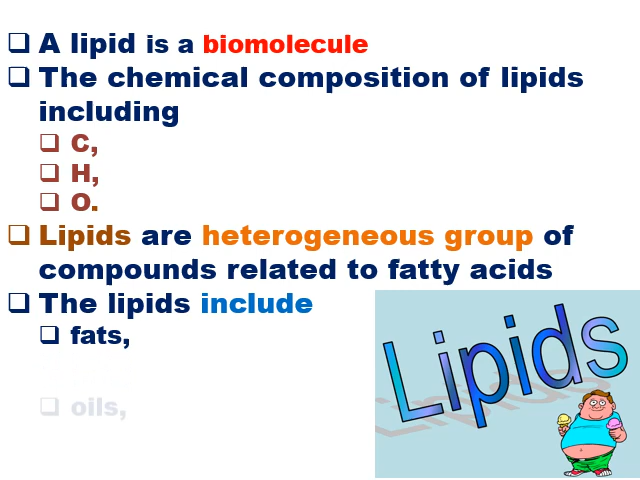 A lipid is a biomolecule
The chemical composition of lipids
including
C,
H,
O.
Lipids are heterogeneous group of
compounds related to fatty acids
The lipids include
fats,
oils,
Lipids